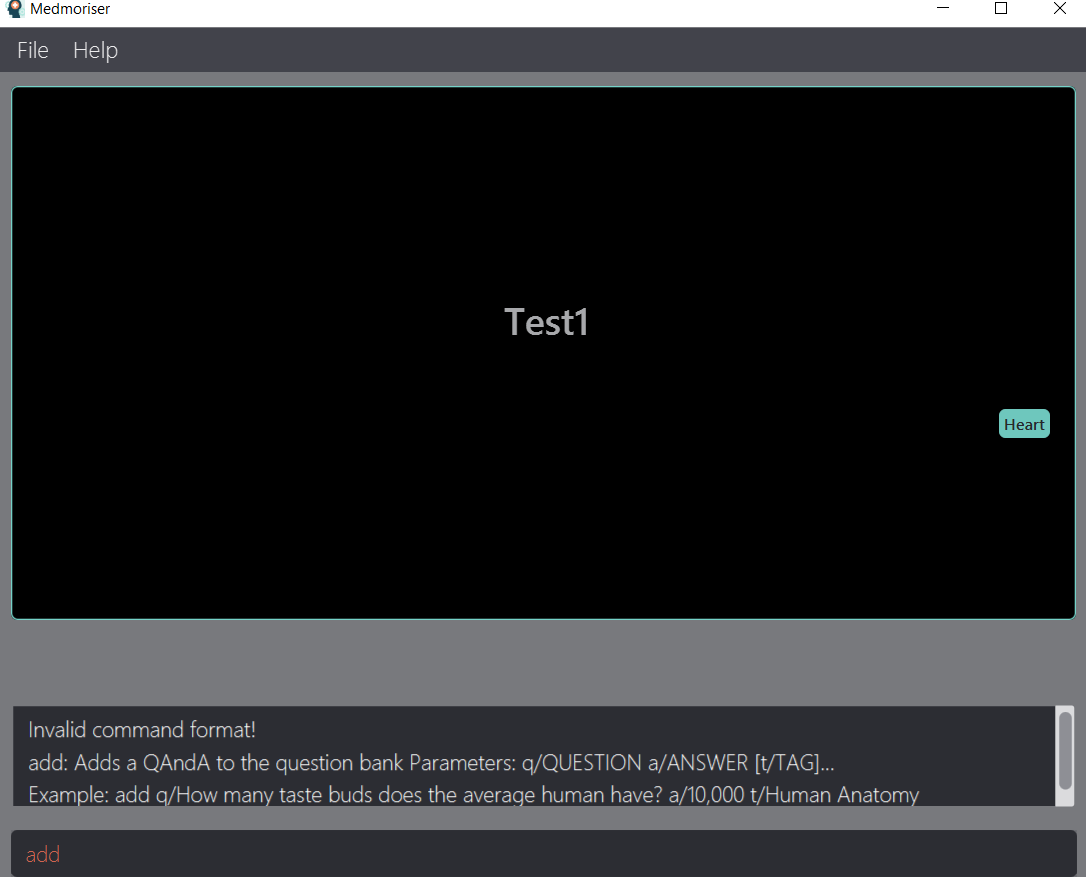 Medmoriser
File Help
Test1
Heart
Invalid command format!
add: Adds a QAndA to the question bank Parameters: q/QUESTION a/ANSWER [t/TAG]...
Example: add q/How many taste buds does the average human have? a/10,000 t/Human Anatomy
add